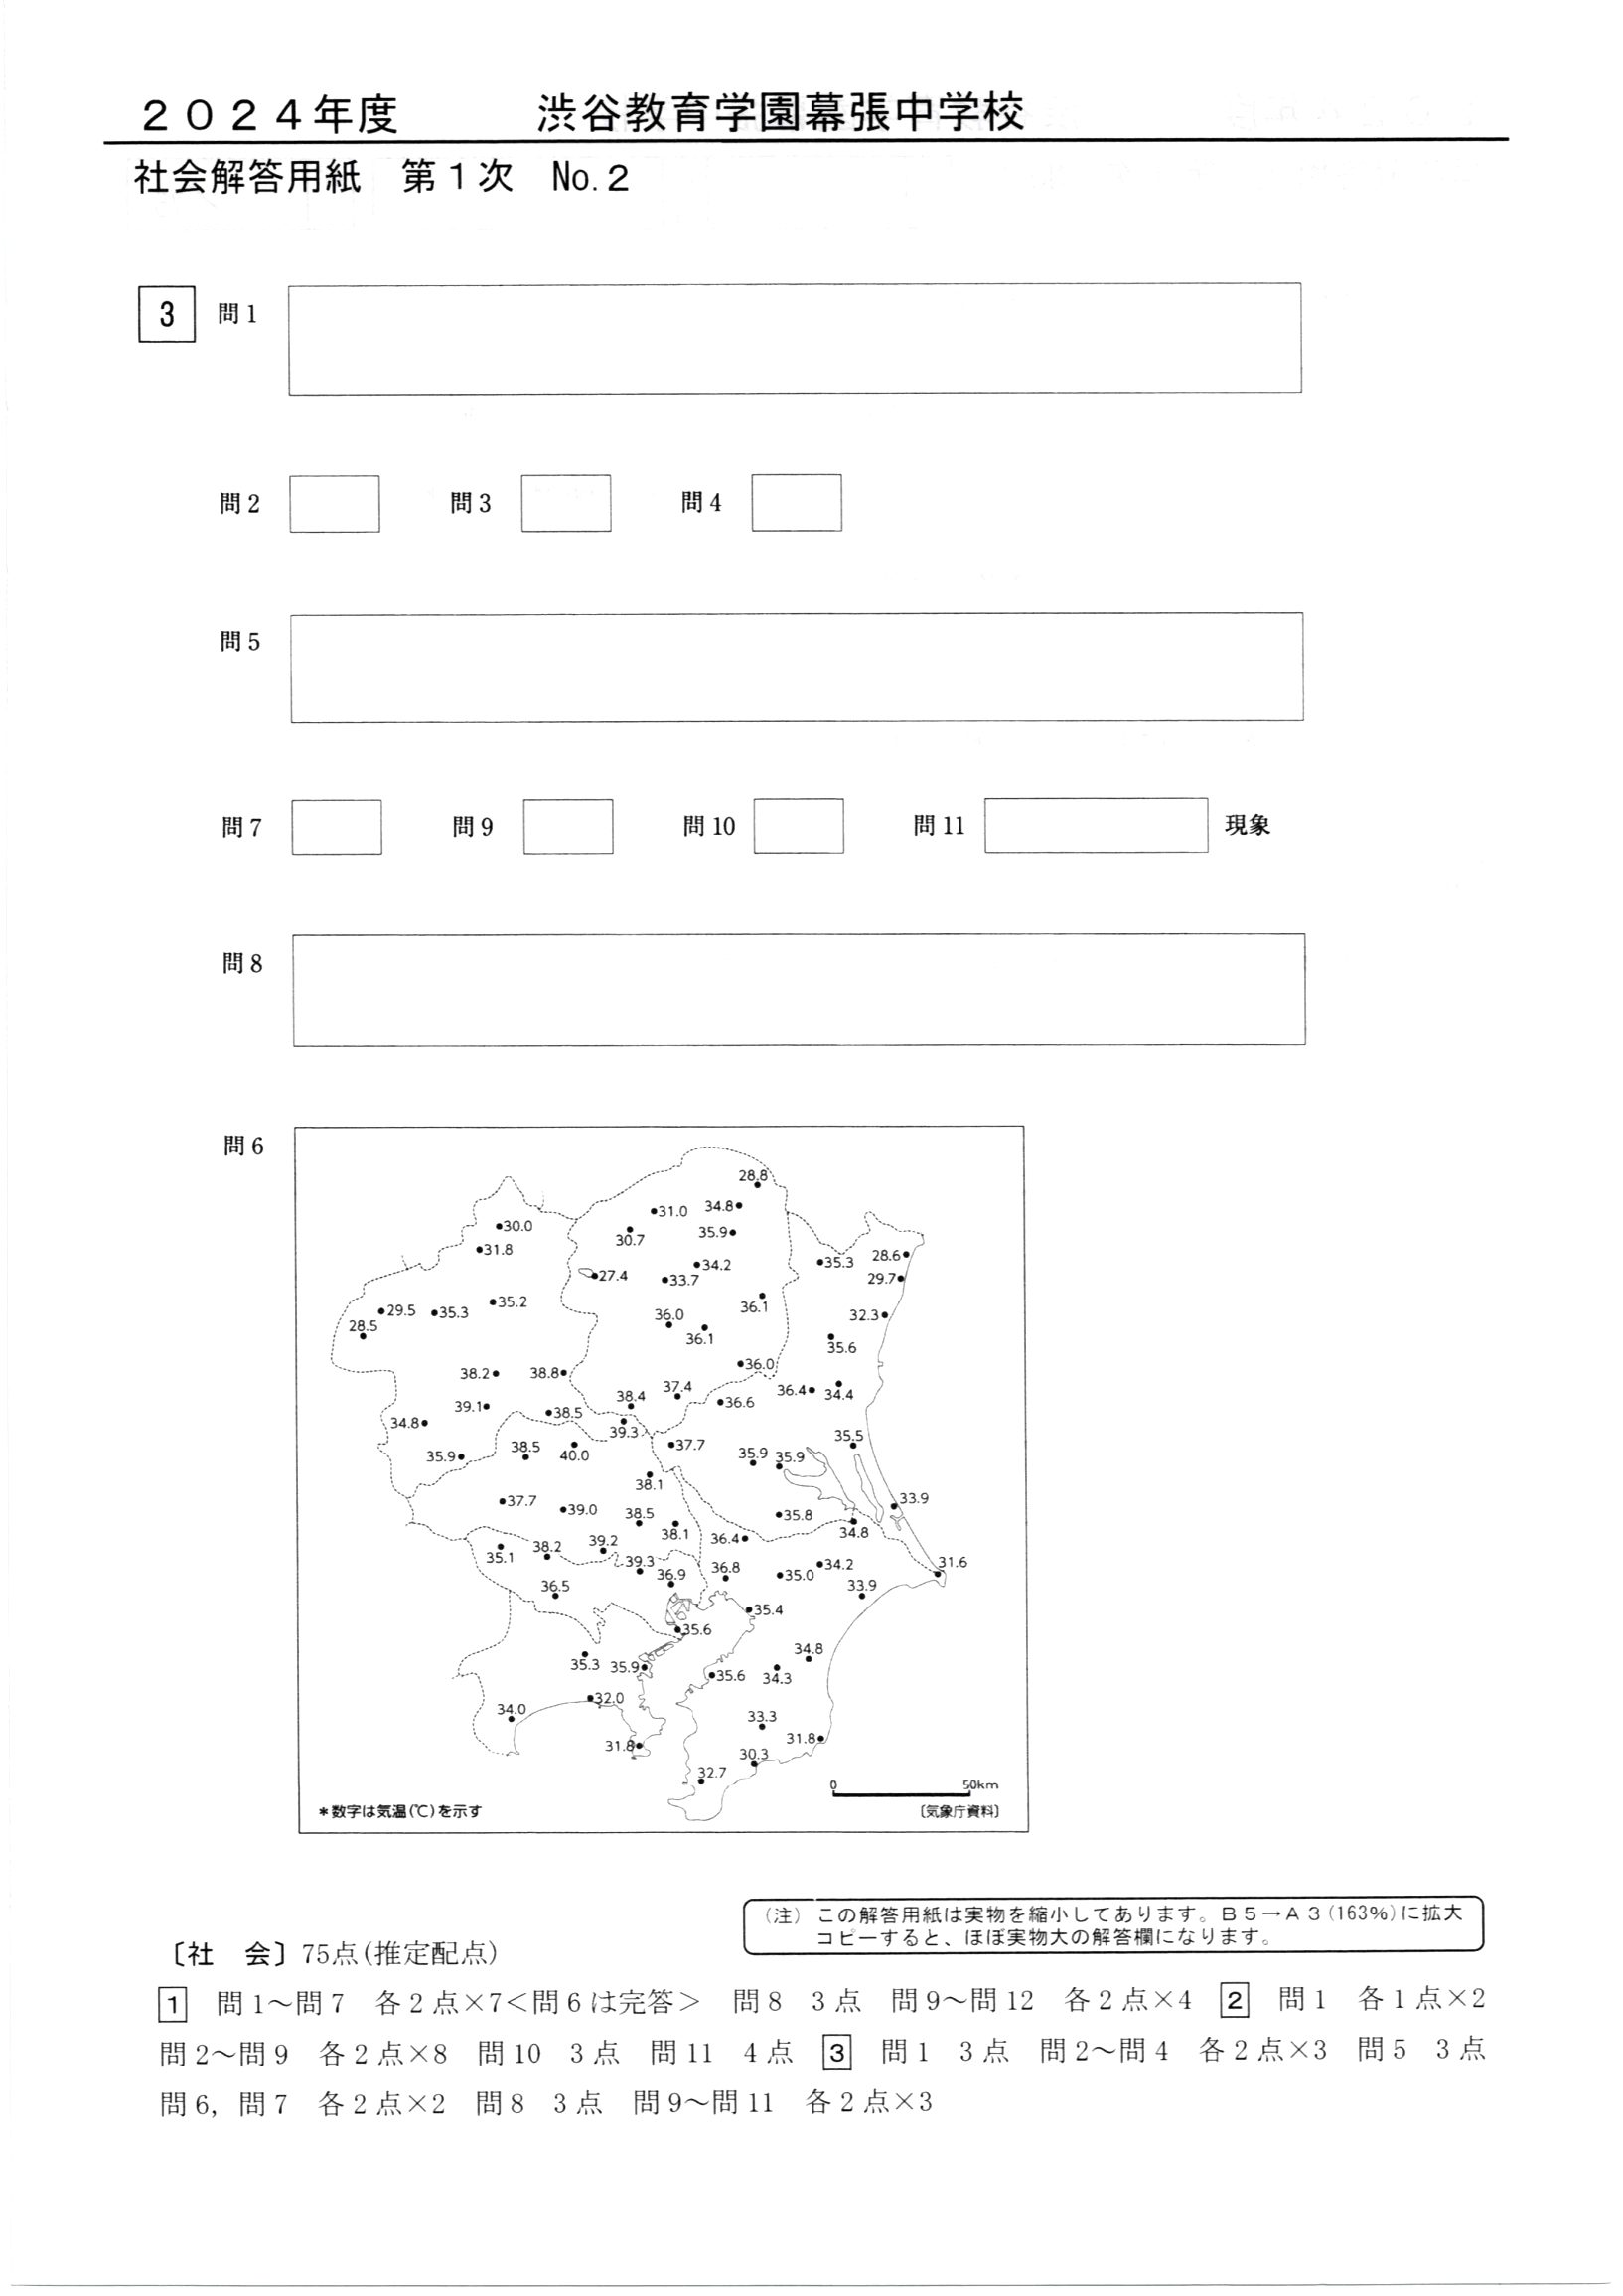 ２０２４年度　渋谷教育学園幕張中学校
社会解答用紙　第１次　No.２
3　問1
問2　問3　問4
問5
問7　問9　問10　問11　現象
問8
問6
28.8
31.0　34.8
30.0　30.7　35.9
31.8　35.3　28.6
27.4　34.2　33.7　29.7
29.5　35.3　35.2　36.1　32.3
28.5　36.0　36.1　35.6
38.2　38.8　36.0
38.4　37.4　36.6　36.4　34.4
39.1　38.5
34.8　39.3　35.5
35.9　38.5　40.0　37.7　35.9　35.9
38.1
37.7　39.0　33.9
38.5　38.1　35.8　34.8
35.1　38.2　39.2　36.4
39.3　36.9　36.8　35.0　34.2　31.6
36.5　33.9
35.4
35.6
35.3　35.9　35.6　34.3　34.8
32.0
34.0　33.3
31.8　31.8
30.3
32.7
0　50km
＊数字は気温(℃)を示す　〔気象庁資料〕
（注）この解答用紙は実物を縮小してあります。Ｂ５→Ａ３(163%)に拡大
コピーすると、ほぼ実物大の解答欄になります。
〔社　会〕75点(推定配点)
1　問1～問7　各2点×7＜問6は完答＞　問8　3点　問9～問12　各2点×4　2　問1　各1点×2
問2～問9　各2点×8　問10　3点　問11　4点　3　問1　3点　問2～問4　各2点×3　問5　3点
問6，問7　各2点×2　問8　3点　問9～問11　各2点×3